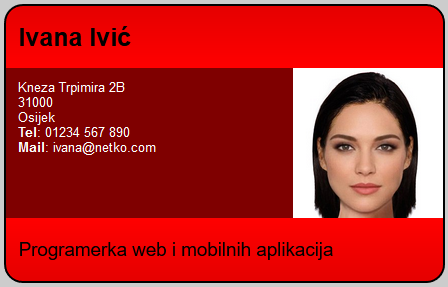 Ivana Ivić
Kneza Trpimira 2B
31000
Osijek
Tel: 01234 567 890
Mail: ivana@netko.com
Programerka web i mobilnih aplikacija